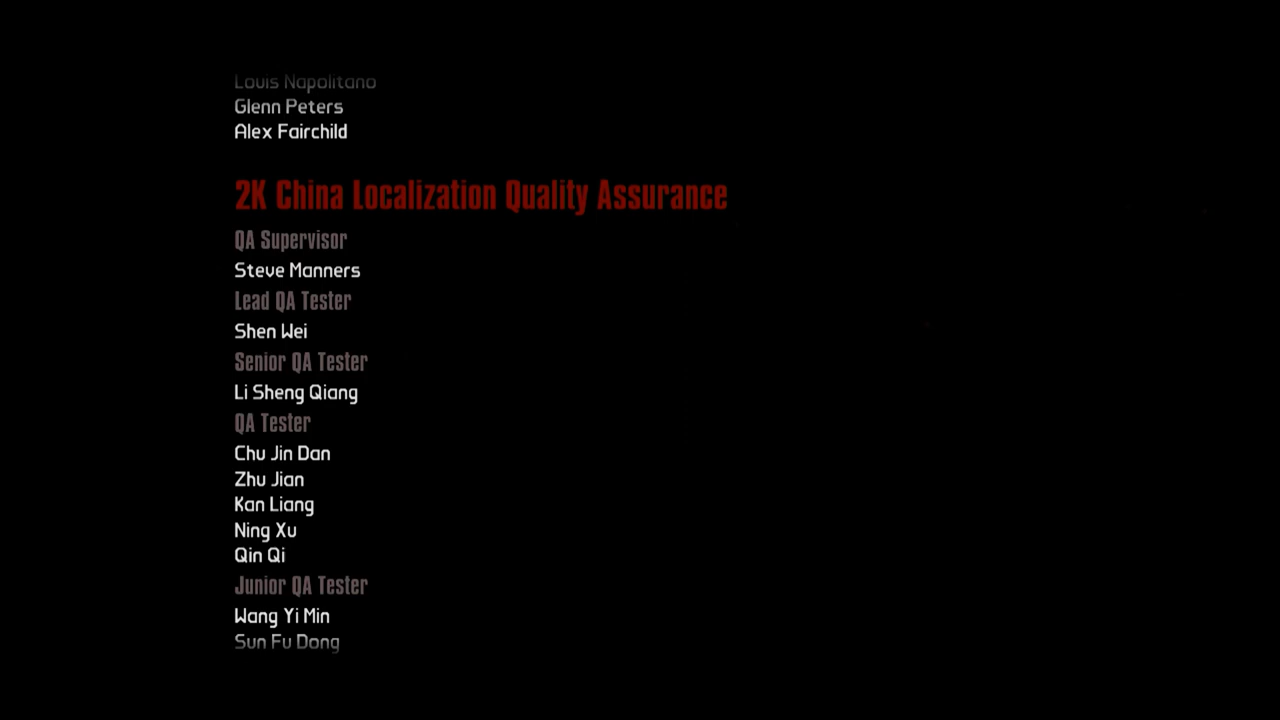 Louis Napolitano
Glenn Peters
Alex Fairchild
2K China Localization Quality Assurance
QA Supervisor
Steve Manners
Lead QA Tester
Shen Wei
Senior QA Tester
Li Sheng Qiang
QA Tester
Chu Jin Dan
Zhu Jian
Kan Liang
Ning Xu
Qin Qi
Junior QA Tester
Wang Yi Min
Sun Fu Dong